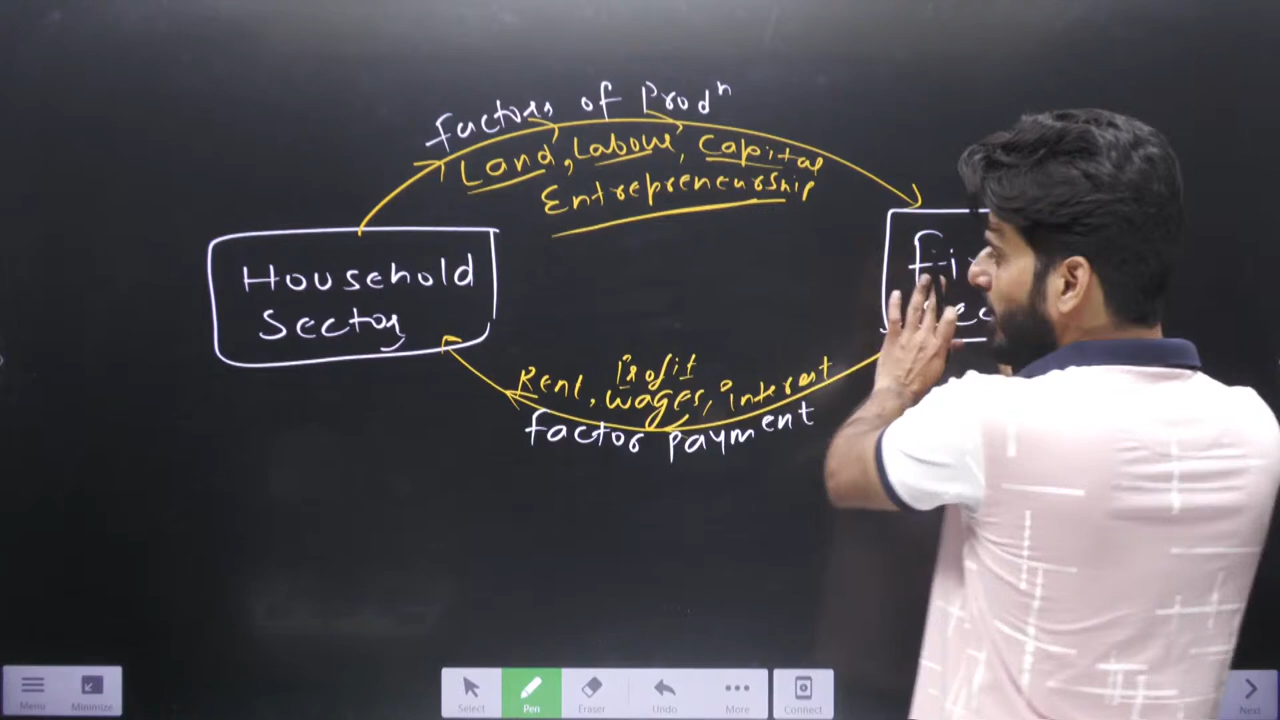 Factors of Prodⁿ
Land, Labour, Capital
Entrepreneurship
Household
Sector
Profit
Rent, wages, interest
factor payment
Menu
Minimize
Select
Pen
Eraser
Undo
More
Connect
Next